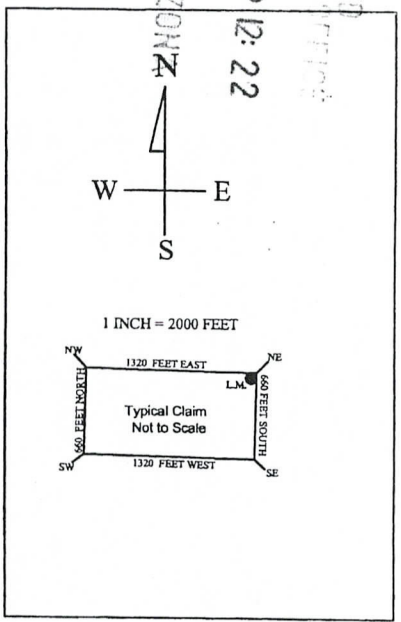 12: 22
N
W E
S
1 INCH = 2000 FEET
NW
NE
1320 FEET EAST
L.M.
660 FEET NORTH
660 FEET SOUTH
Typical Claim
Not to Scale
SW
1320 FEET WEST
SE